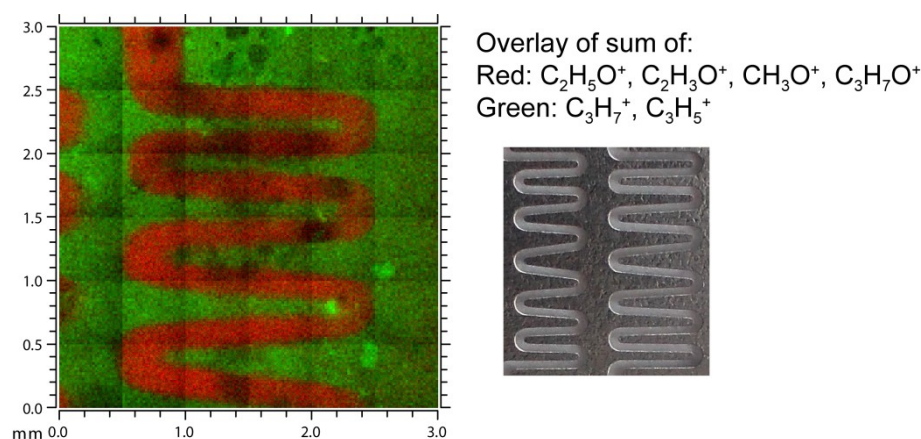 Overlay of sum of:
Red: C₂H₅O⁺, C₂H₃O⁺, CH₃O⁺, C₃H₇O⁺
Green: C₃H₇⁺, C₃H₅⁺
3.0
2.5
2.0
1.5
1.0
0.5
0.0
mm 0.0 1.0 2.0 3.0